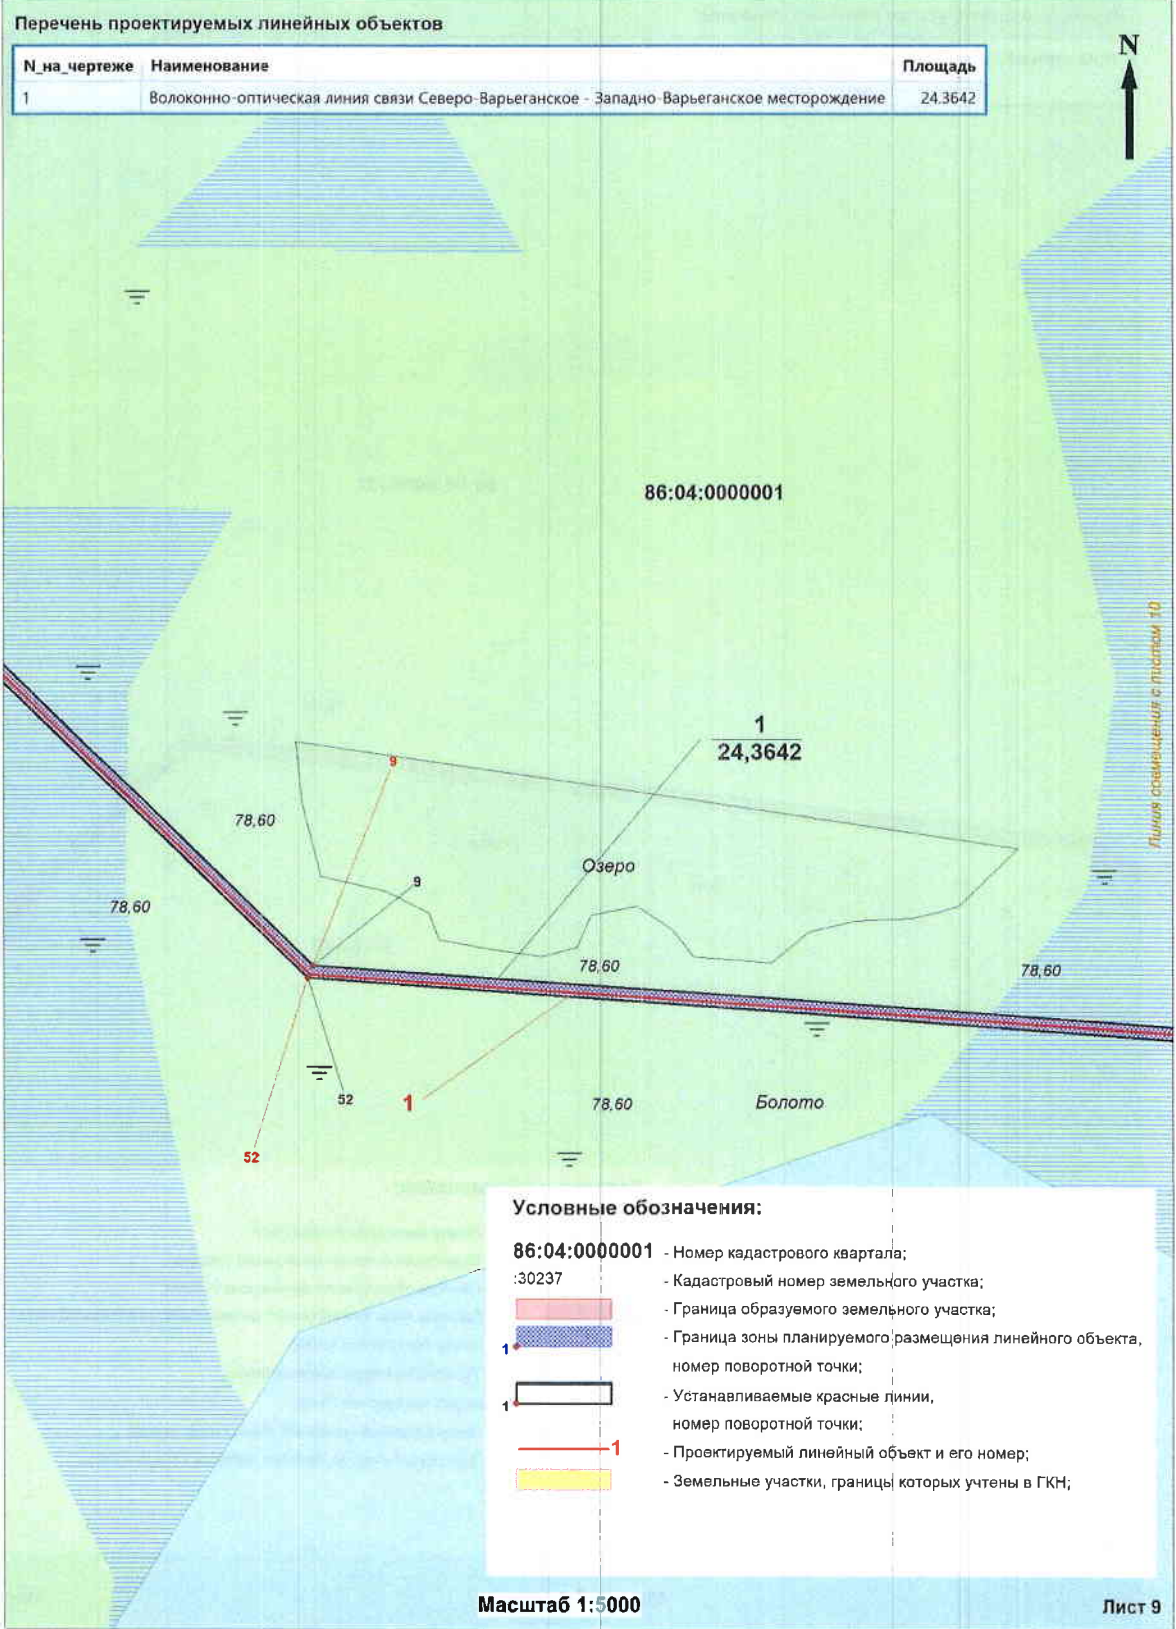 Перечень проектируемых линейных объектов
N_на_чертеже Наименование Площадь
1 Волоконно-оптическая линия связи Северо-Варьеганское - Западно-Варьеганское месторождение 24.3642
N
86:04:0000001
Линия совмещения с листом 10
1
24,3642
9
78,60
Озеро
9
78,60
78,60
78,60
52
1
78,60
Болото
52
Условные обозначения:
86:04:0000001 - Номер кадастрового квартала;
:30237 - Кадастровый номер земельного участка;
- Граница образуемого земельного участка;
1 - Граница зоны планируемого размещения линейного объекта,
номер поворотной точки;
1 - Устанавливаемые красные линии,
номер поворотной точки;
1 - Проектируемый линейный объект и его номер;
- Земельные участки, границы которых учтены в ГКН;
Масштаб 1:5000
Лист 9